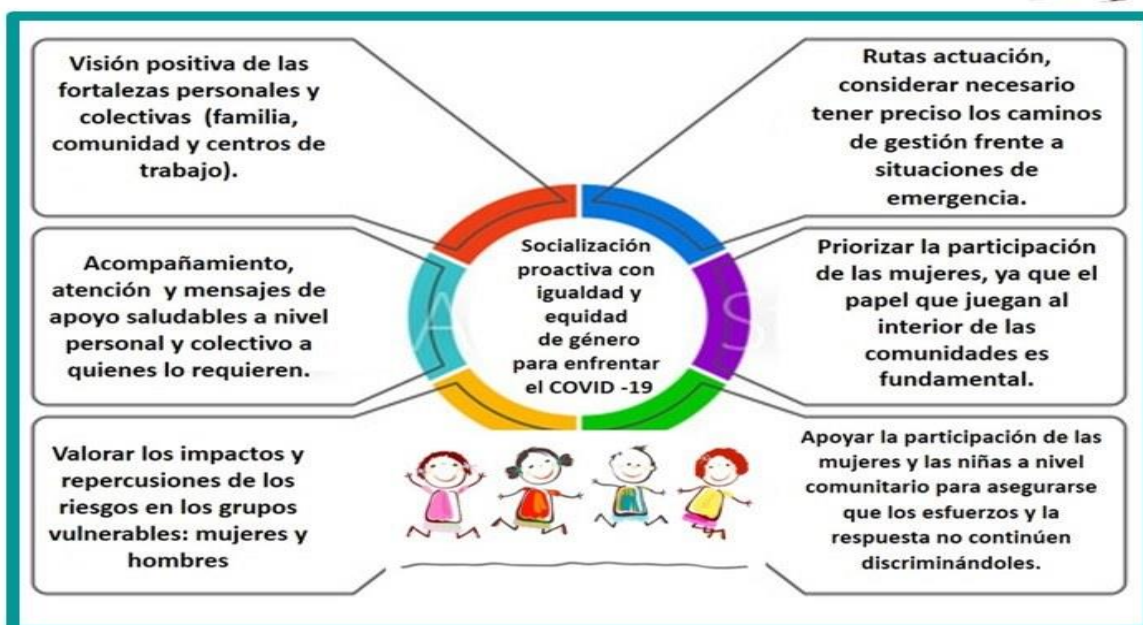 Visión positiva de las
fortalezas personales y
colectivas (familia,
comunidad y centros de
trabajo).
Acompañamiento,
atención y mensajes de
apoyo saludables a nivel
personal y colectivo a
quienes lo requieren.
Valorar los impactos y
repercusiones de los
riesgos en los grupos
vulnerables: mujeres y
hombres
Socialización
proactiva con
igualdad y
equidad
de género
para enfrentar
el COVID -19
Rutas actuación,
considerar necesario
tener preciso los caminos
de gestión frente a
situaciones de
emergencia.
Priorizar la participación
de las mujeres, ya que el
papel que juegan al
interior de las
comunidades es
fundamental.
Apoyar la participación de las
mujeres y las niñas a nivel
comunitario para asegurarse
que los esfuerzos y la
respuesta no continúen
discriminándoles.